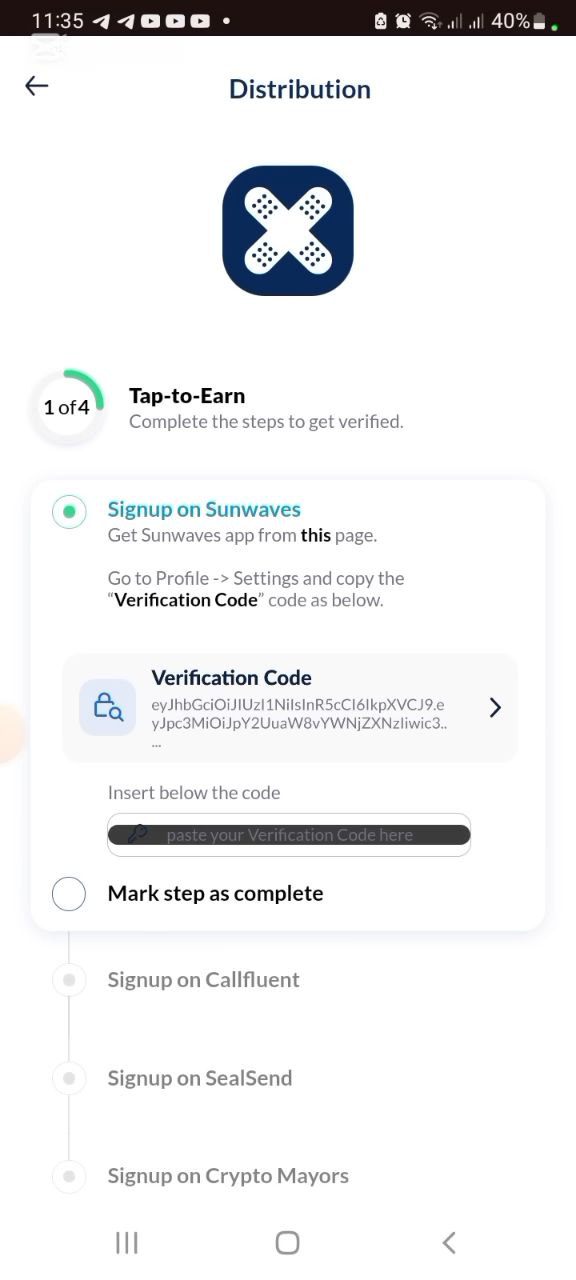 11:35
40%
Distribution
1 of 4
Tap-to-Earn
Complete the steps to get verified.
Signup on Sunwaves
Get Sunwaves app from this page.
Go to Profile -> Settings and copy the
“Verification Code” code as below.
Verification Code
eyJhbGciOiJIUzI1NiIsInR5cCI6IkpXVCJ9.e
yJpc3MiOiJpY2UuaW8vYWNjZXNzIiwic3..
...
Insert below the code
paste your Verification Code here
Mark step as complete
Signup on Callfluent
Signup on SealSend
Signup on Crypto Mayors